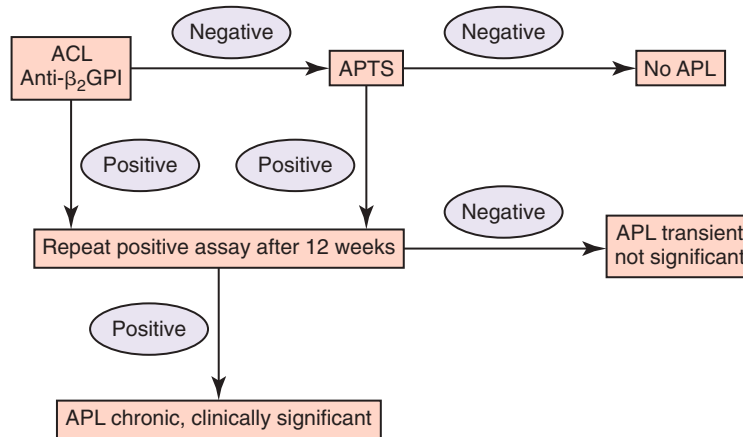 ACL
Anti-β₂GPI
Negative
APTS
Negative
No APL
Positive
Positive
Repeat positive assay after 12 weeks
Negative
APL transient
not significant
Positive
APL chronic, clinically significant